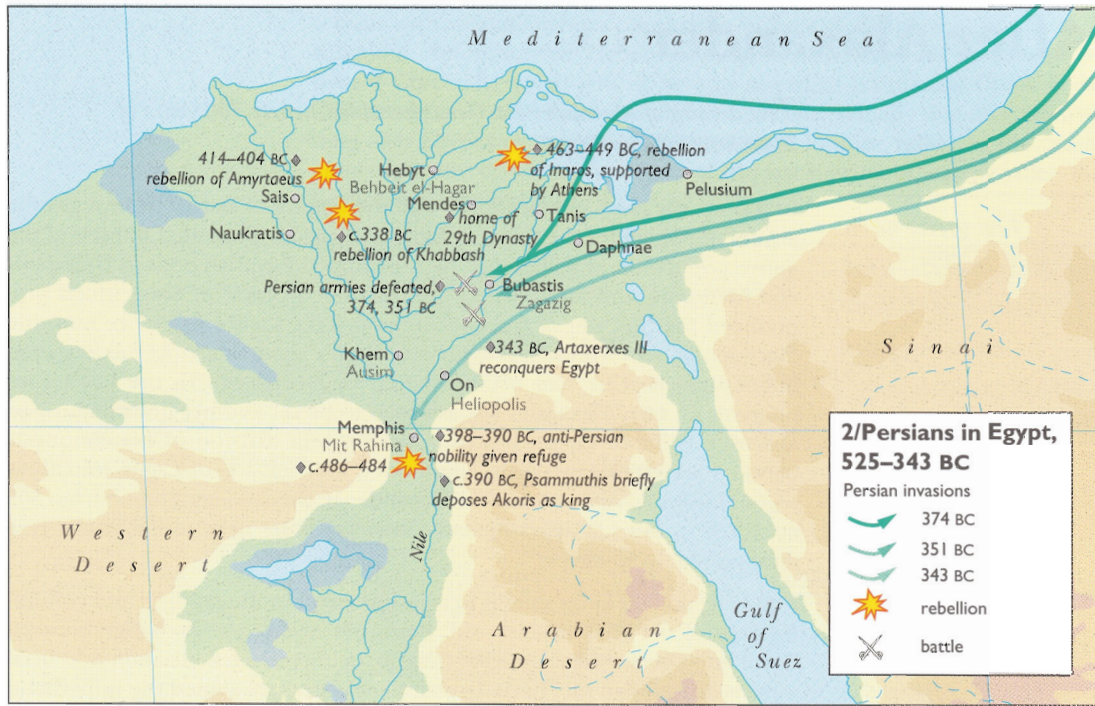 Mediterranean Sea
414–404 BC
rebellion of Amyrtaeus
Sais
Hebyt
Behbeit el-Hagar
Mendes
463–449 BC, rebellion
of Inaros, supported
by Athens
Pelusium
Naukratis
c.338 BC
rebellion of Khabbash
home of
29th Dynasty
Tanis
Daphnae
Persian armies defeated,
374, 351 BC
Bubastis
Zagazig
Khem
Ausim
343 BC, Artaxerxes III
reconquers Egypt
Sinai
On
Heliopolis
Memphis
Mit Rahina
398–390 BC, anti-Persian
nobility given refuge
c.486–484
c.390 BC, Psammuthis briefly
deposes Akoris as king
Western
Desert
Nile
Arabian
Desert
Gulf
of
Suez
2/Persians in Egypt,
525–343 BC
Persian invasions
374 BC
351 BC
343 BC
rebellion
battle